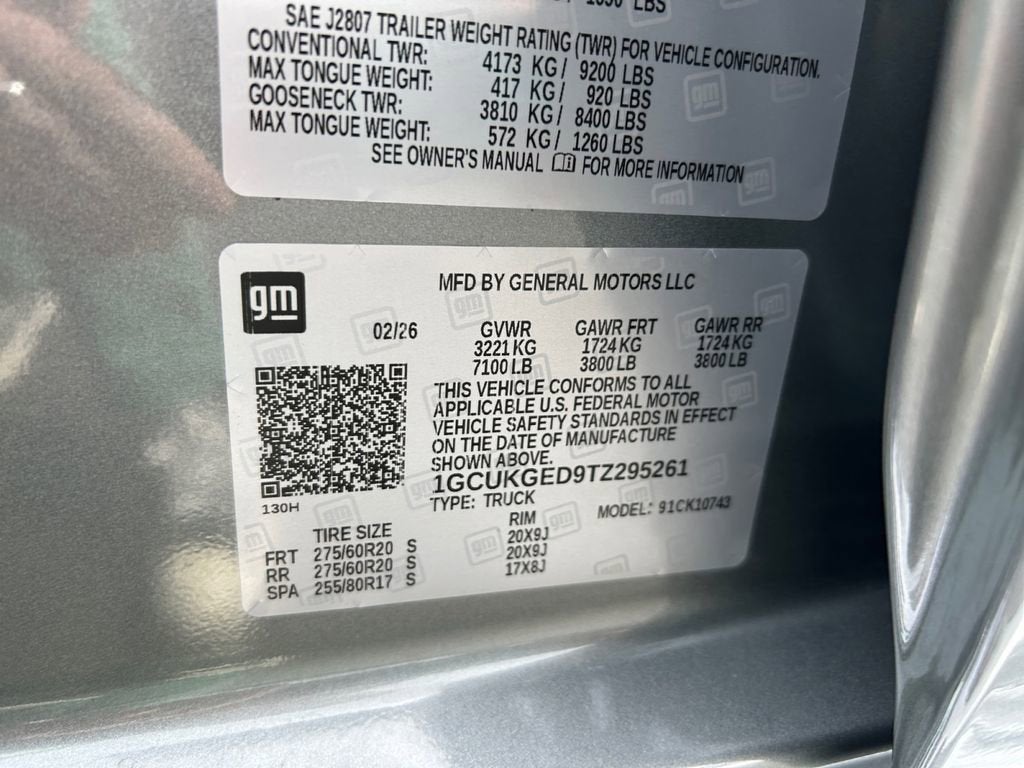 LBS
SAE J2807 TRAILER WEIGHT RATING (TWR) FOR VEHICLE CONFIGURATION.
CONVENTIONAL TWR: 4173 KG/ 9200 LBS
MAX TONGUE WEIGHT: 417 KG/ 920 LBS
GOOSENECK TWR: 3810 KG/ 8400 LBS
MAX TONGUE WEIGHT: 572 KG/ 1260 LBS
SEE OWNER'S MANUAL FOR MORE INFORMATION
gm
MFD BY GENERAL MOTORS LLC
02/26 GVWR GAWR FRT GAWR RR
3221 KG 1724 KG 1724 KG
7100 LB 3800 LB 3800 LB
THIS VEHICLE CONFORMS TO ALL
APPLICABLE U.S. FEDERAL MOTOR
VEHICLE SAFETY STANDARDS IN EFFECT
ON THE DATE OF MANUFACTURE
SHOWN ABOVE.
1GCUKGED9TZ295261
130H
TYPE: TRUCK MODEL: 91CK10743
TIRE SIZE RIM
FRT 275/60R20 S 20X9J
RR 275/60R20 S 20X9J
SPA 255/80R17 S 17X8J